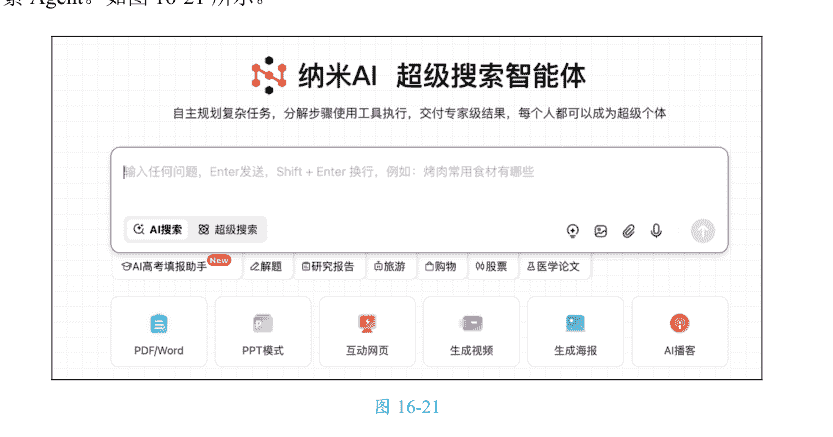 索 Agent。如图 16-21 所示。
纳米AI 超级搜索智能体
自主规划复杂任务，分解步骤使用工具执行，交付专家级结果，每个人都可以成为超级个体
输入任何问题，Enter发送，Shift + Enter 换行，例如：烤肉常用食材有哪些
AI搜索 超级搜索
AI高考填报助手 New 解题 研究报告 旅游 购物 股票 医学论文
PDF/Word PPT模式 互动网页 生成视频 生成海报 AI播客
图 16-21